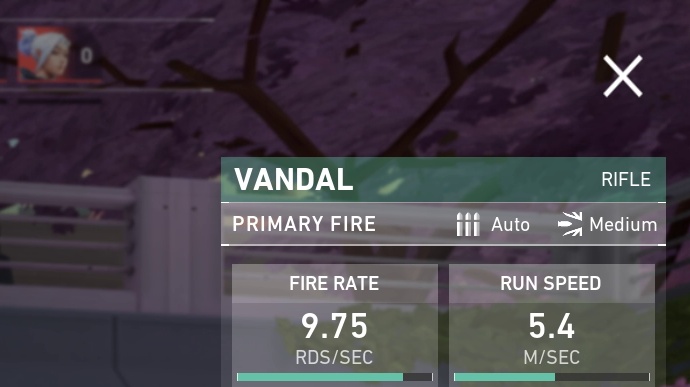 0
VANDAL RIFLE
PRIMARY FIRE Auto Medium
FIRE RATE RUN SPEED
9.75 5.4
RDS/SEC M/SEC